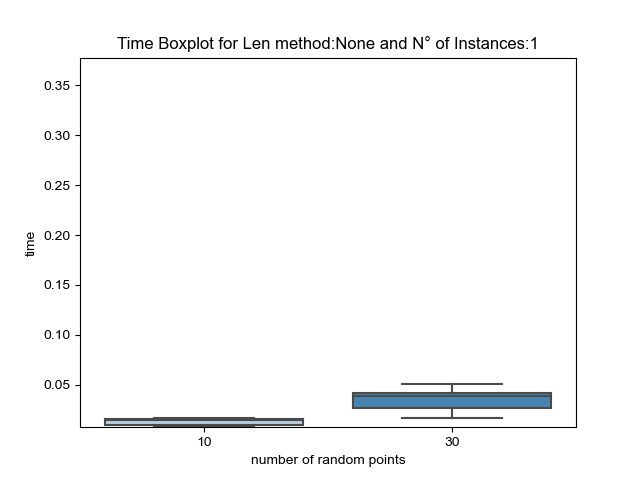 Time Boxplot for Len method:None and N° of Instances:1
0.35
0.30
0.25
0.20
0.15
0.10
0.05
time
10 30
number of random points